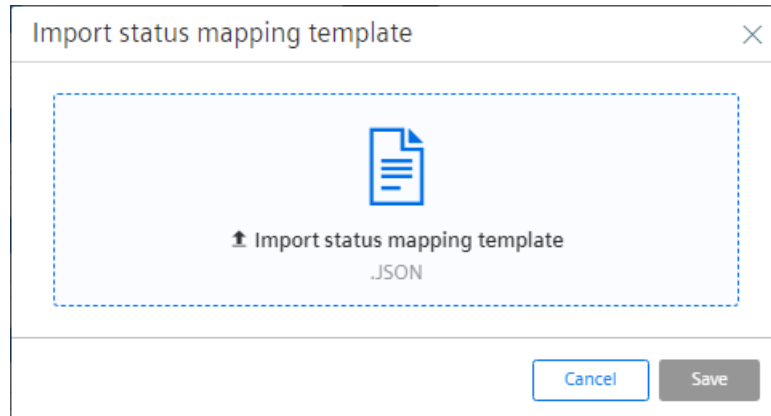 Import status mapping template
Import status mapping template
.JSON
Cancel
Save